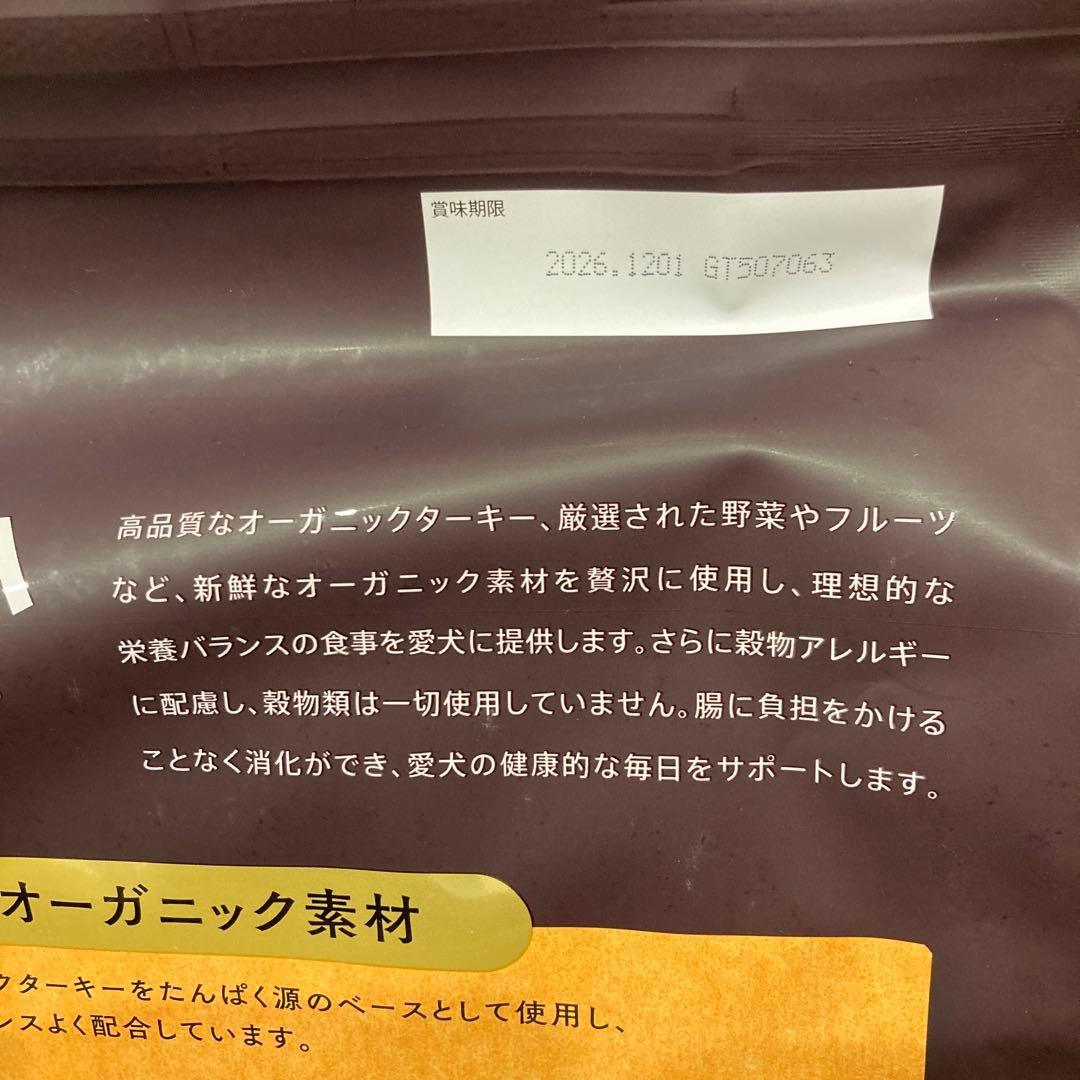 賞味期限
2026.1201 GT507063
高品質なオーガニックターキー、厳選された野菜やフルーツ
など、新鮮なオーガニック素材を贅沢に使用し、理想的な
栄養バランスの食事を愛犬に提供します。さらに穀物アレルギー
に配慮し、穀物類は一切使用していません。腸に負担をかける
ことなく消化ができ、愛犬の健康的な毎日をサポートします。
オーガニック素材
クターキーをたんぱく源のベースとして使用し、
ンスよく配合しています。